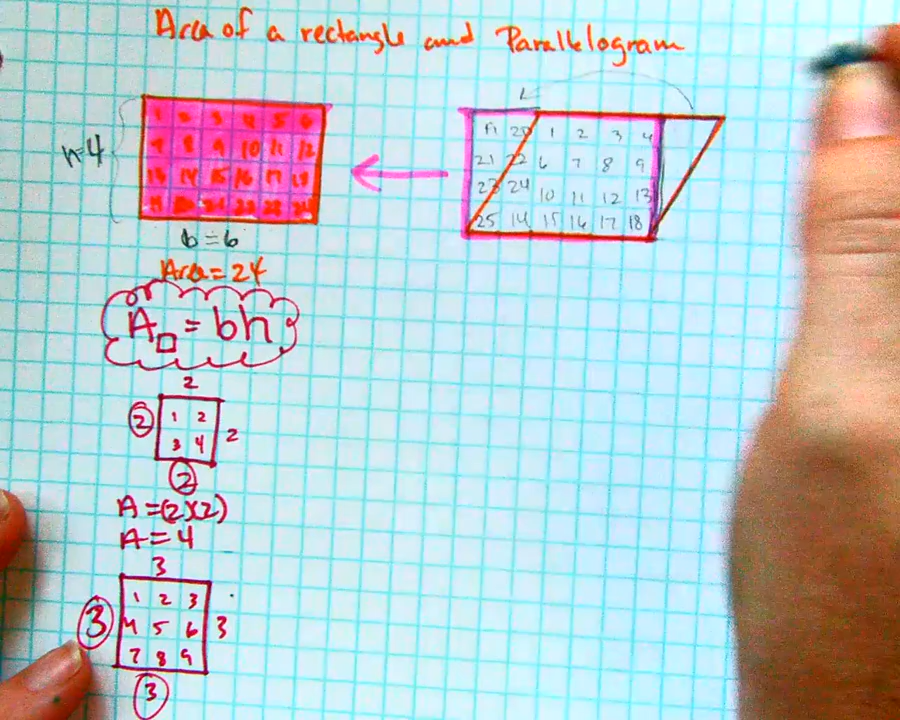 Area of a rectangle and Parallelogram
1 2 3 4 5 6
7 8 9 10 11 12
13 14 15 16 17 18
19 20 21 22 23 24
h=4
b=6
Area=24
A□ = bh
2
1 2
3 4
2
2
2
A=(2)(2)
A=4
3
1 2 3
4 5 6
7 8 9
3
3
3
19 20 1 2 3 4
21 22 6 7 8 9
23 24 10 11 12 13
25 14 15 16 17 18